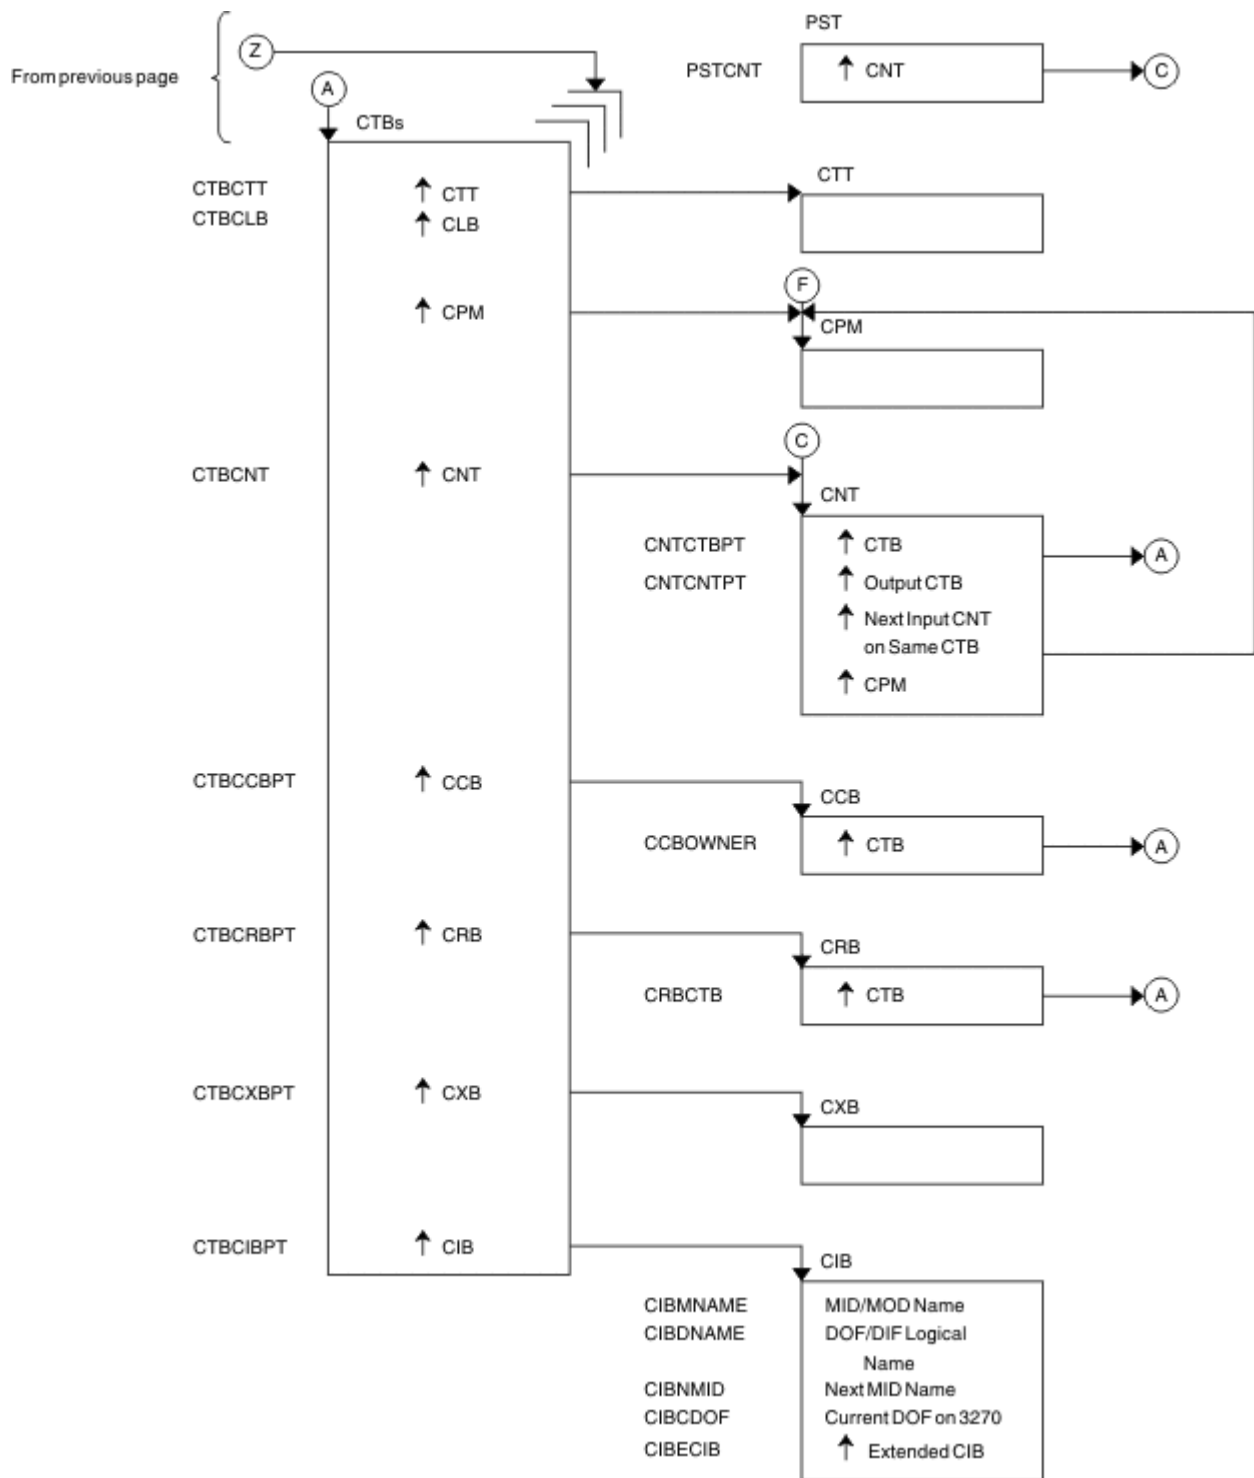 PST
Z
From previous page
PSTCNT
CNT
C
A
CTBs
CTT
CTBCTT
CTT
CTBCLB
CLB
F
CPM
CPM
C
CTBCNT
CNT
CNT
CNTCTBPT
CTB
A
CNTCNTPT
Output CTB
Next Input CNT
on Same CTB
CPM
CTBCCBPT
CCB
CCB
CCBOWNER
CTB
A
CTBCRBPT
CRB
CRB
CRBCTB
CTB
A
CTBCXBPT
CXB
CXB
CTBCIBPT
CIB
CIB
CIBMNAME
MID/MOD Name
CIBDNAME
DOF/DIF Logical
Name
CIBNMID
Next MID Name
CIBCDOF
Current DOF on 3270
CIBECIB
Extended CIB